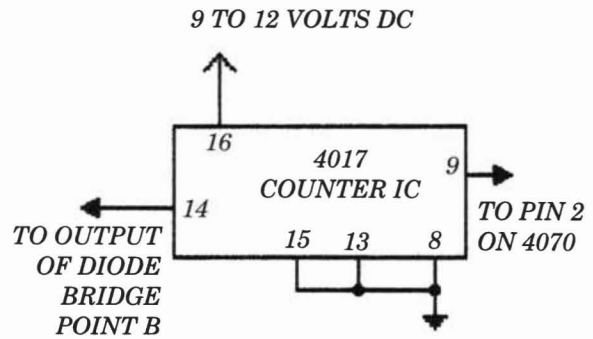 9 TO 12 VOLTS DC
16
4017
COUNTER IC
9
14
TO OUTPUT
OF DIODE
BRIDGE
POINT B
15 13 8
TO PIN 2
ON 4070